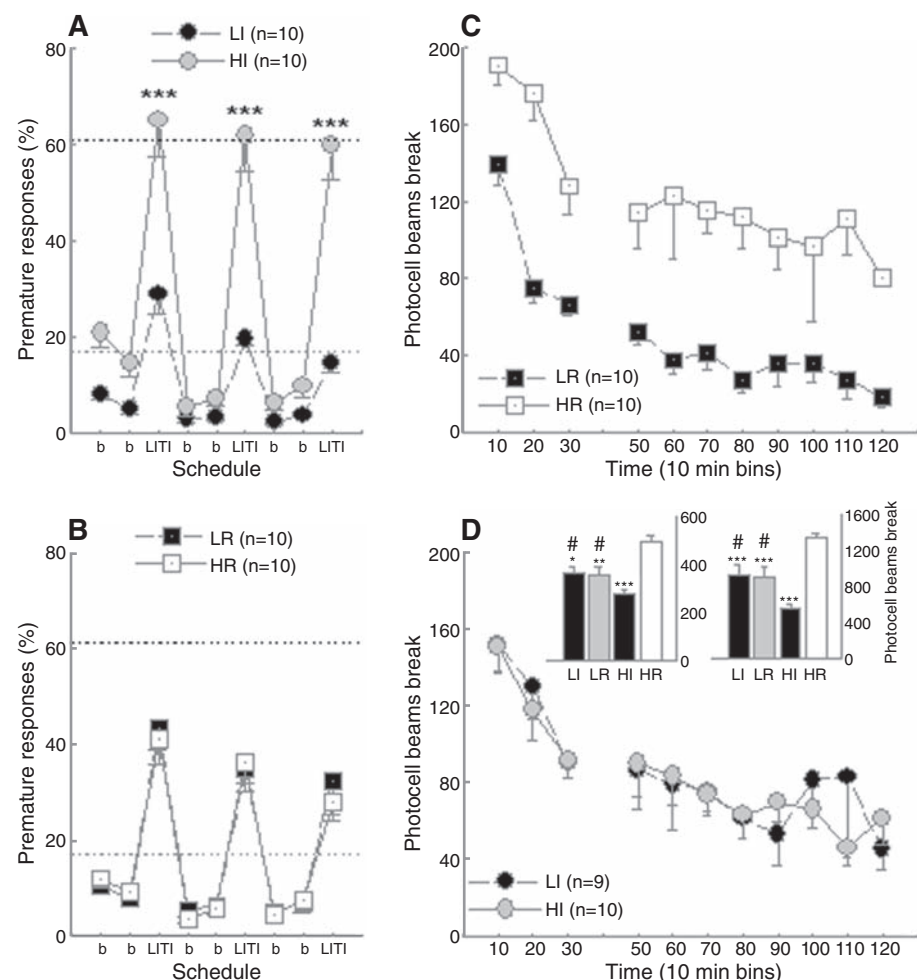 A
LI (n=10)
HI (n=10)
80
60
40
20
0
Premature responses (%)
***
***
***
b b LITI b b LITI b b LITI
Schedule
C
200
160
120
80
40
0
Photocell beams break
LR (n=10)
HR (n=10)
10 20 30 50 60 70 80 90 100 110 120
Time (10 min bins)
B
LR (n=10)
HR (n=10)
80
60
40
20
0
Premature responses (%)
b b LITI b b LITI b b LITI
Schedule
D
200
160
120
80
40
0
Photocell beams break
# #
* ** ***
LI LR HI HR
600
400
200
0
# #
*** *** ***
LI LR HI HR
1600
1200
800
400
0
Photocell beams break
LI (n=9)
HI (n=10)
10 20 30 50 60 70 80 90 100 110 120
Time (10 min bins)